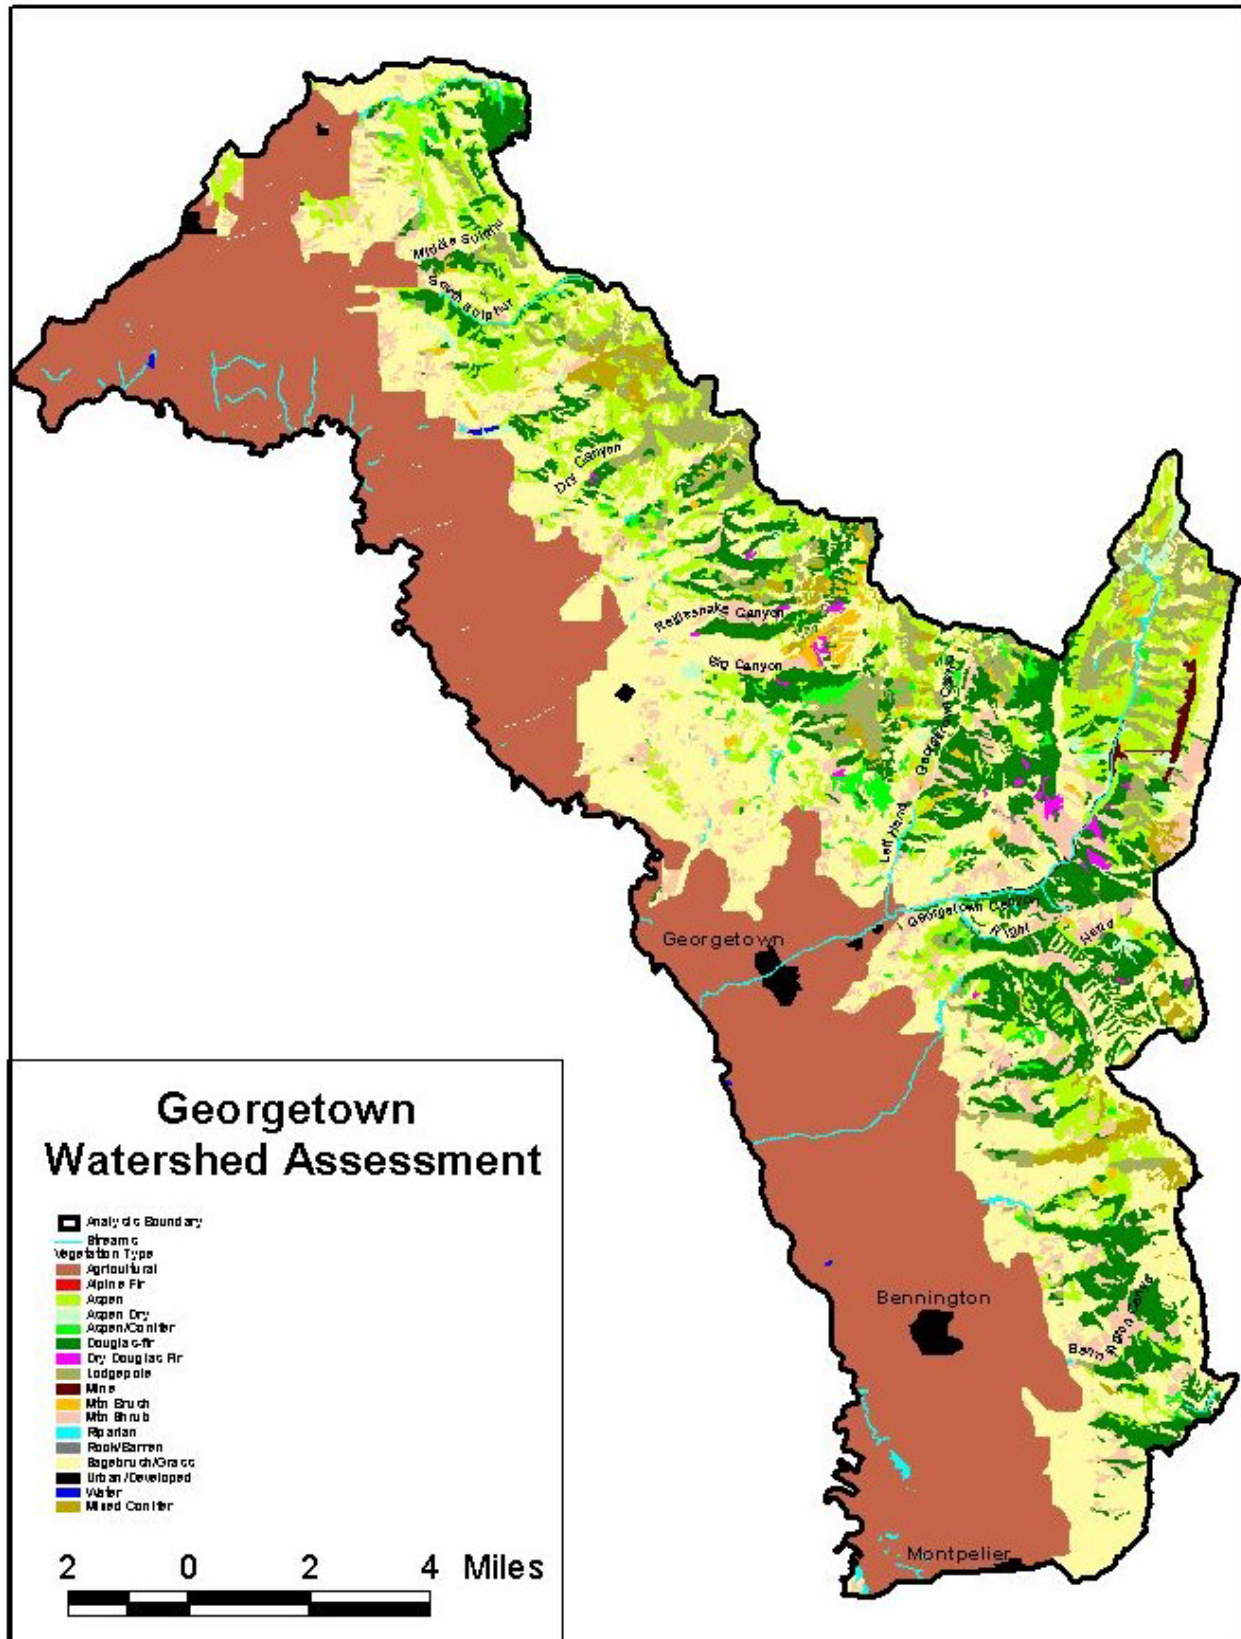 Middle Sulphur
South Sulphur
Dry Canyon
Rattlesnake Canyon
Big Canyon
Left Hand Georgetown Canyon
Georgetown Canyon
Right Hand
Georgetown
Bennington
Bennington Canyon
Montpelier
Georgetown
Watershed Assessment
Analysis Boundary
Streams
Vegetation Type
Agricultural
Alpine Fir
Aspen
Aspen Dry
Aspen/Conifer
Douglas-fir
Dry Douglas Fir
Lodgepole
Mine
Mtn Brush
Mtn Shrub
Riparian
Rock/Barren
Sagebrush/Grass
Urban/Developed
Water
Mixed Conifer
2 0 2 4 Miles